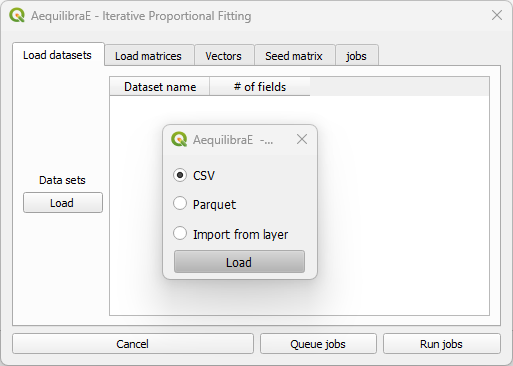 AequilibraE - Iterative Proportional Fitting
Load datasets Load matrices Vectors Seed matrix jobs
Dataset name # of fields
AequilibraE -...
CSV
Data sets
Load
Parquet
Import from layer
Load
Cancel Queue jobs Run jobs